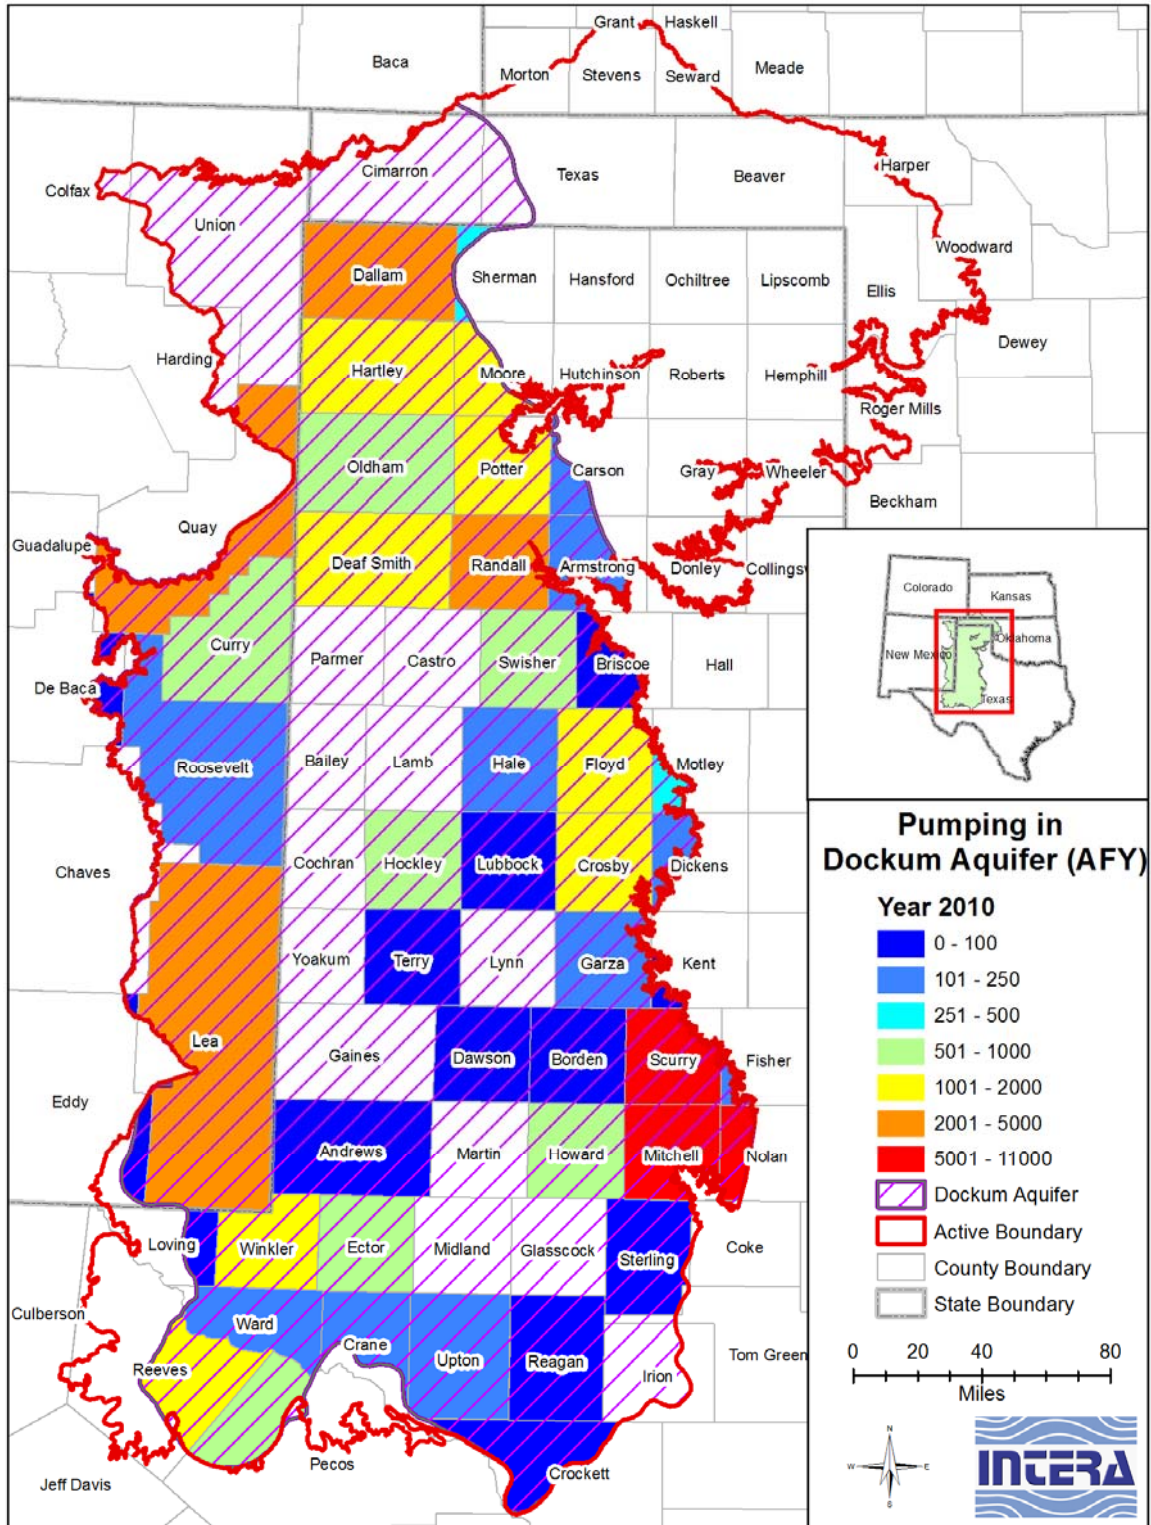 Grant Haskell
Baca
Morton Stevens Seward Meade
Colfax
Cimarron Texas Beaver Harper
Union
Woodward
Dallam Sherman Hansford Ochiltree Lipscomb Ellis
Harding Hartley Moore Hutchinson Roberts Hemphill Dewey
Roger Mills
Oldham Potter Carson Gray Wheeler
Beckham
Quay
Guadalupe
Deaf Smith Randall Armstrong Donley Collingsv
Curry Parmer Castro Swisher Briscoe Hall
De Baca
Roosevelt Bailey Lamb Hale Floyd Motley
Chaves Cochran Hockley Lubbock Crosby Dickens
Yoakum Terry Lynn Garza Kent
Lea Gaines Dawson Borden Scurry Fisher
Eddy
Andrews Martin Howard Mitchell Nolan
Loving Winkler Ector Midland Glasscock Sterling Coke
Culberson
Ward Crane
Reeves Upton Reagan Irion Tom Green
Pecos Crockett
Jeff Davis
Colorado Kansas
New Mexico Oklahoma
Texas
Pumping in
Dockum Aquifer (AFY)
Year 2010
0 - 100
101 - 250
251 - 500
501 - 1000
1001 - 2000
2001 - 5000
5001 - 11000
Dockum Aquifer
Active Boundary
County Boundary
State Boundary
0 20 40 80
Miles
N
W E
S
INTERA